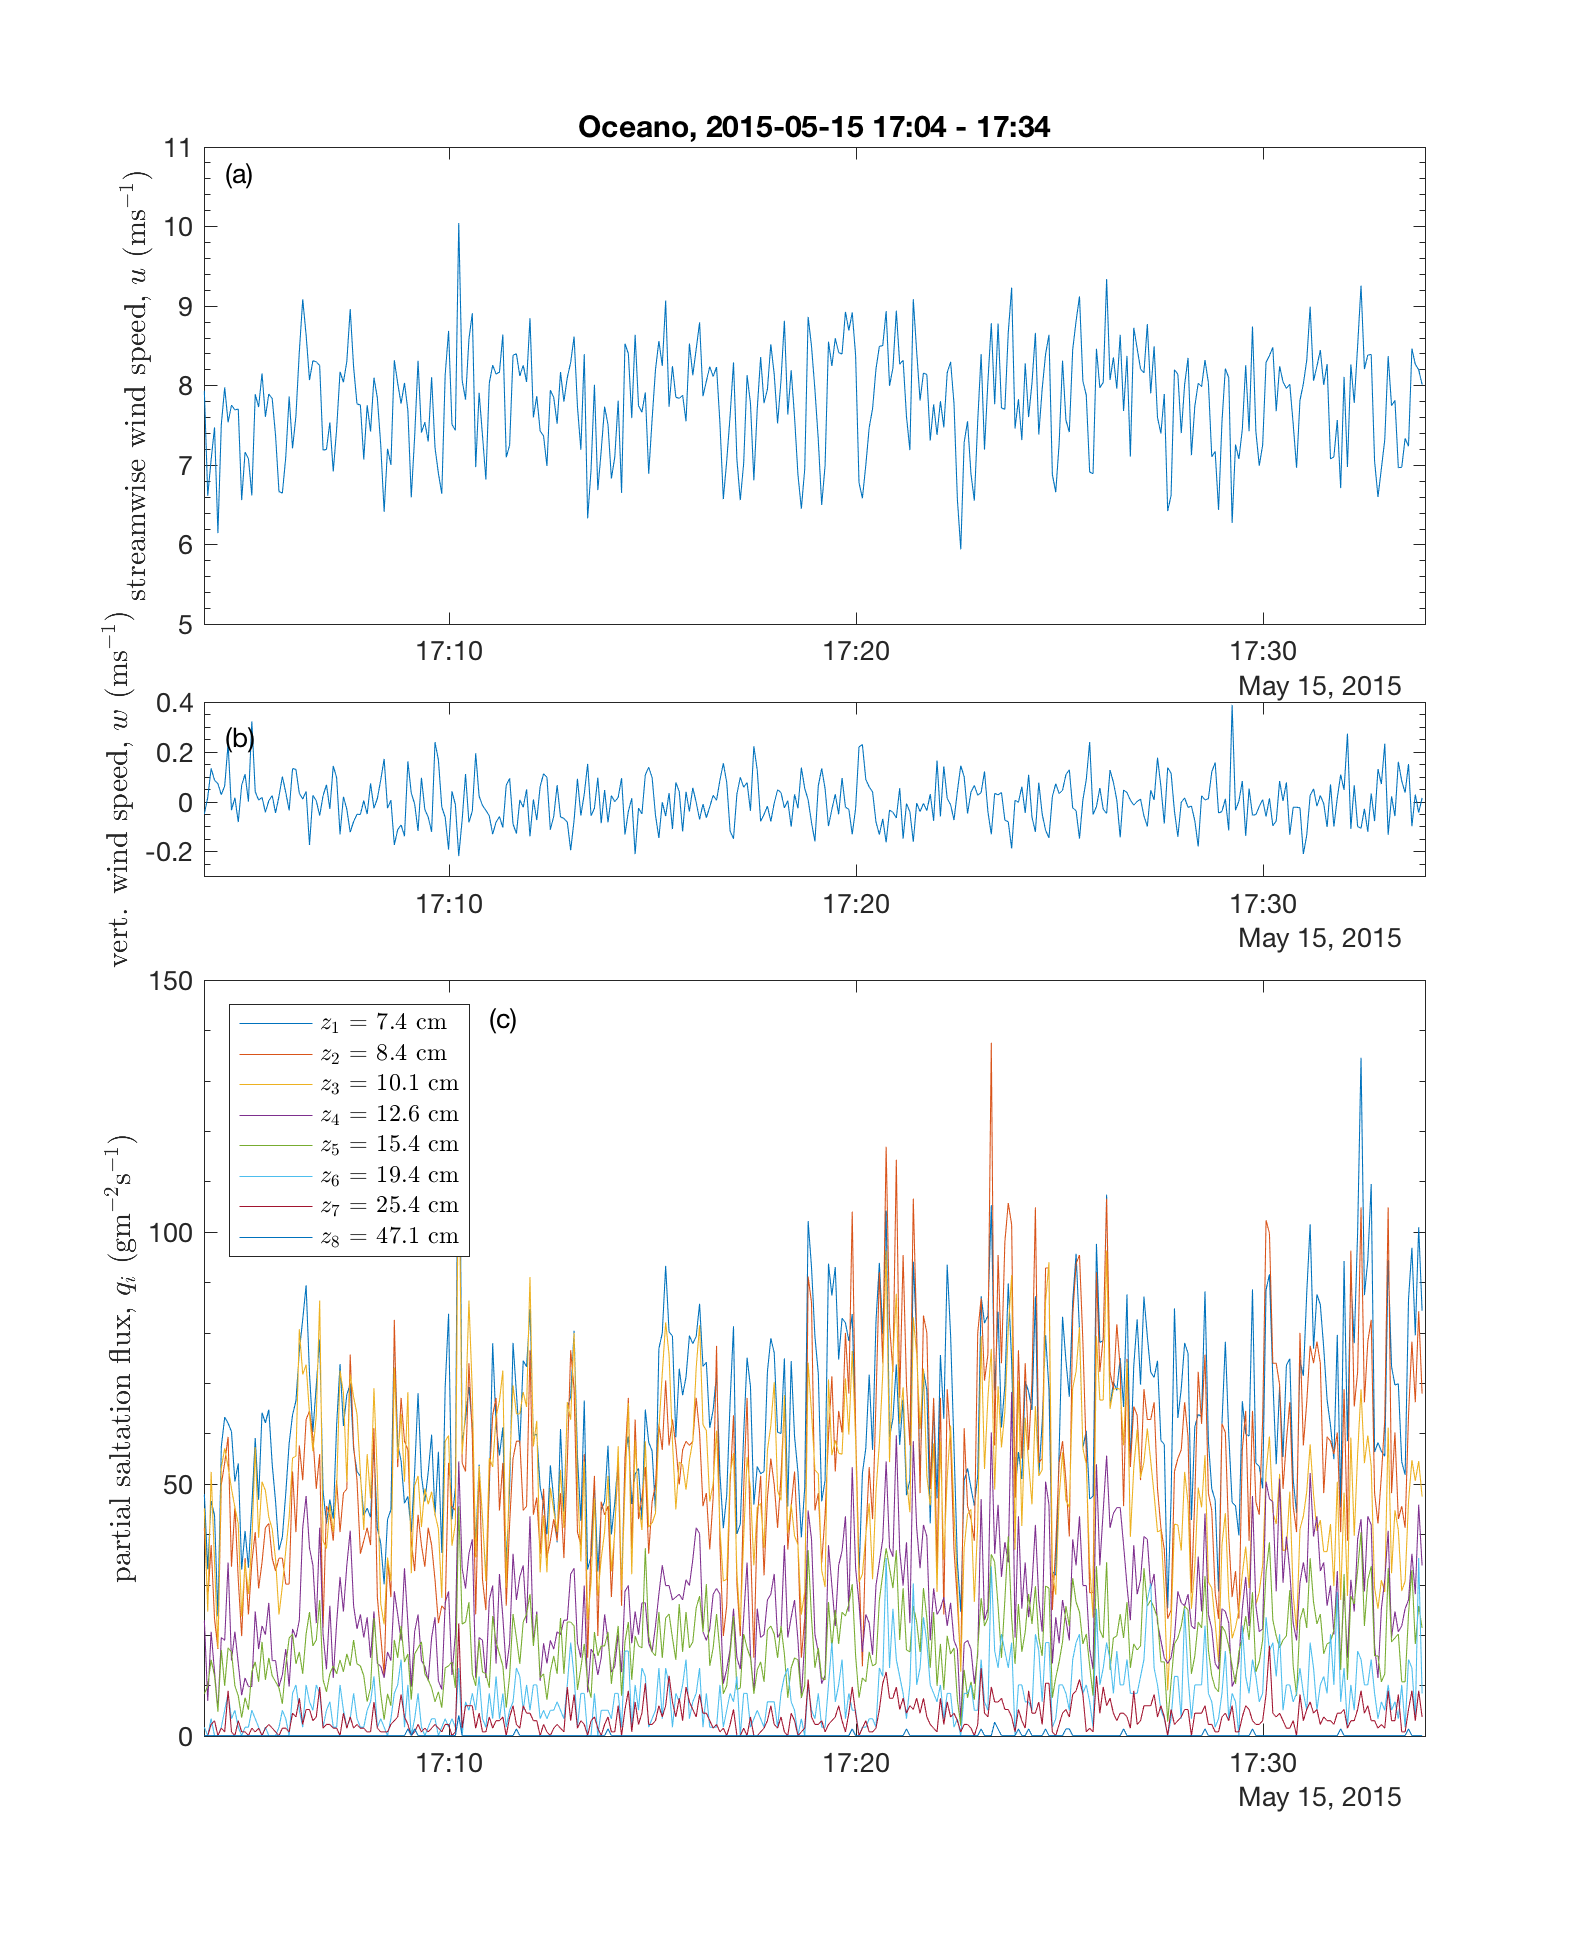 Oceano, 2015-05-15 17:04 - 17:34
(a)
streamwise wind speed, u (ms⁻¹)
11
10
9
8
7
6
5
17:10 17:20 17:30
May 15, 2015
(b)
vert. wind speed, w (ms⁻¹)
0.4
0.2
0
-0.2
17:10 17:20 17:30
May 15, 2015
(c)
partial saltation flux, qᵢ (gm⁻²s⁻¹)
150
100
50
0
z₁ = 7.4 cm
z₂ = 8.4 cm
z₃ = 10.1 cm
z₄ = 12.6 cm
z₅ = 15.4 cm
z₆ = 19.4 cm
z₇ = 25.4 cm
z₈ = 47.1 cm
17:10 17:20 17:30
May 15, 2015